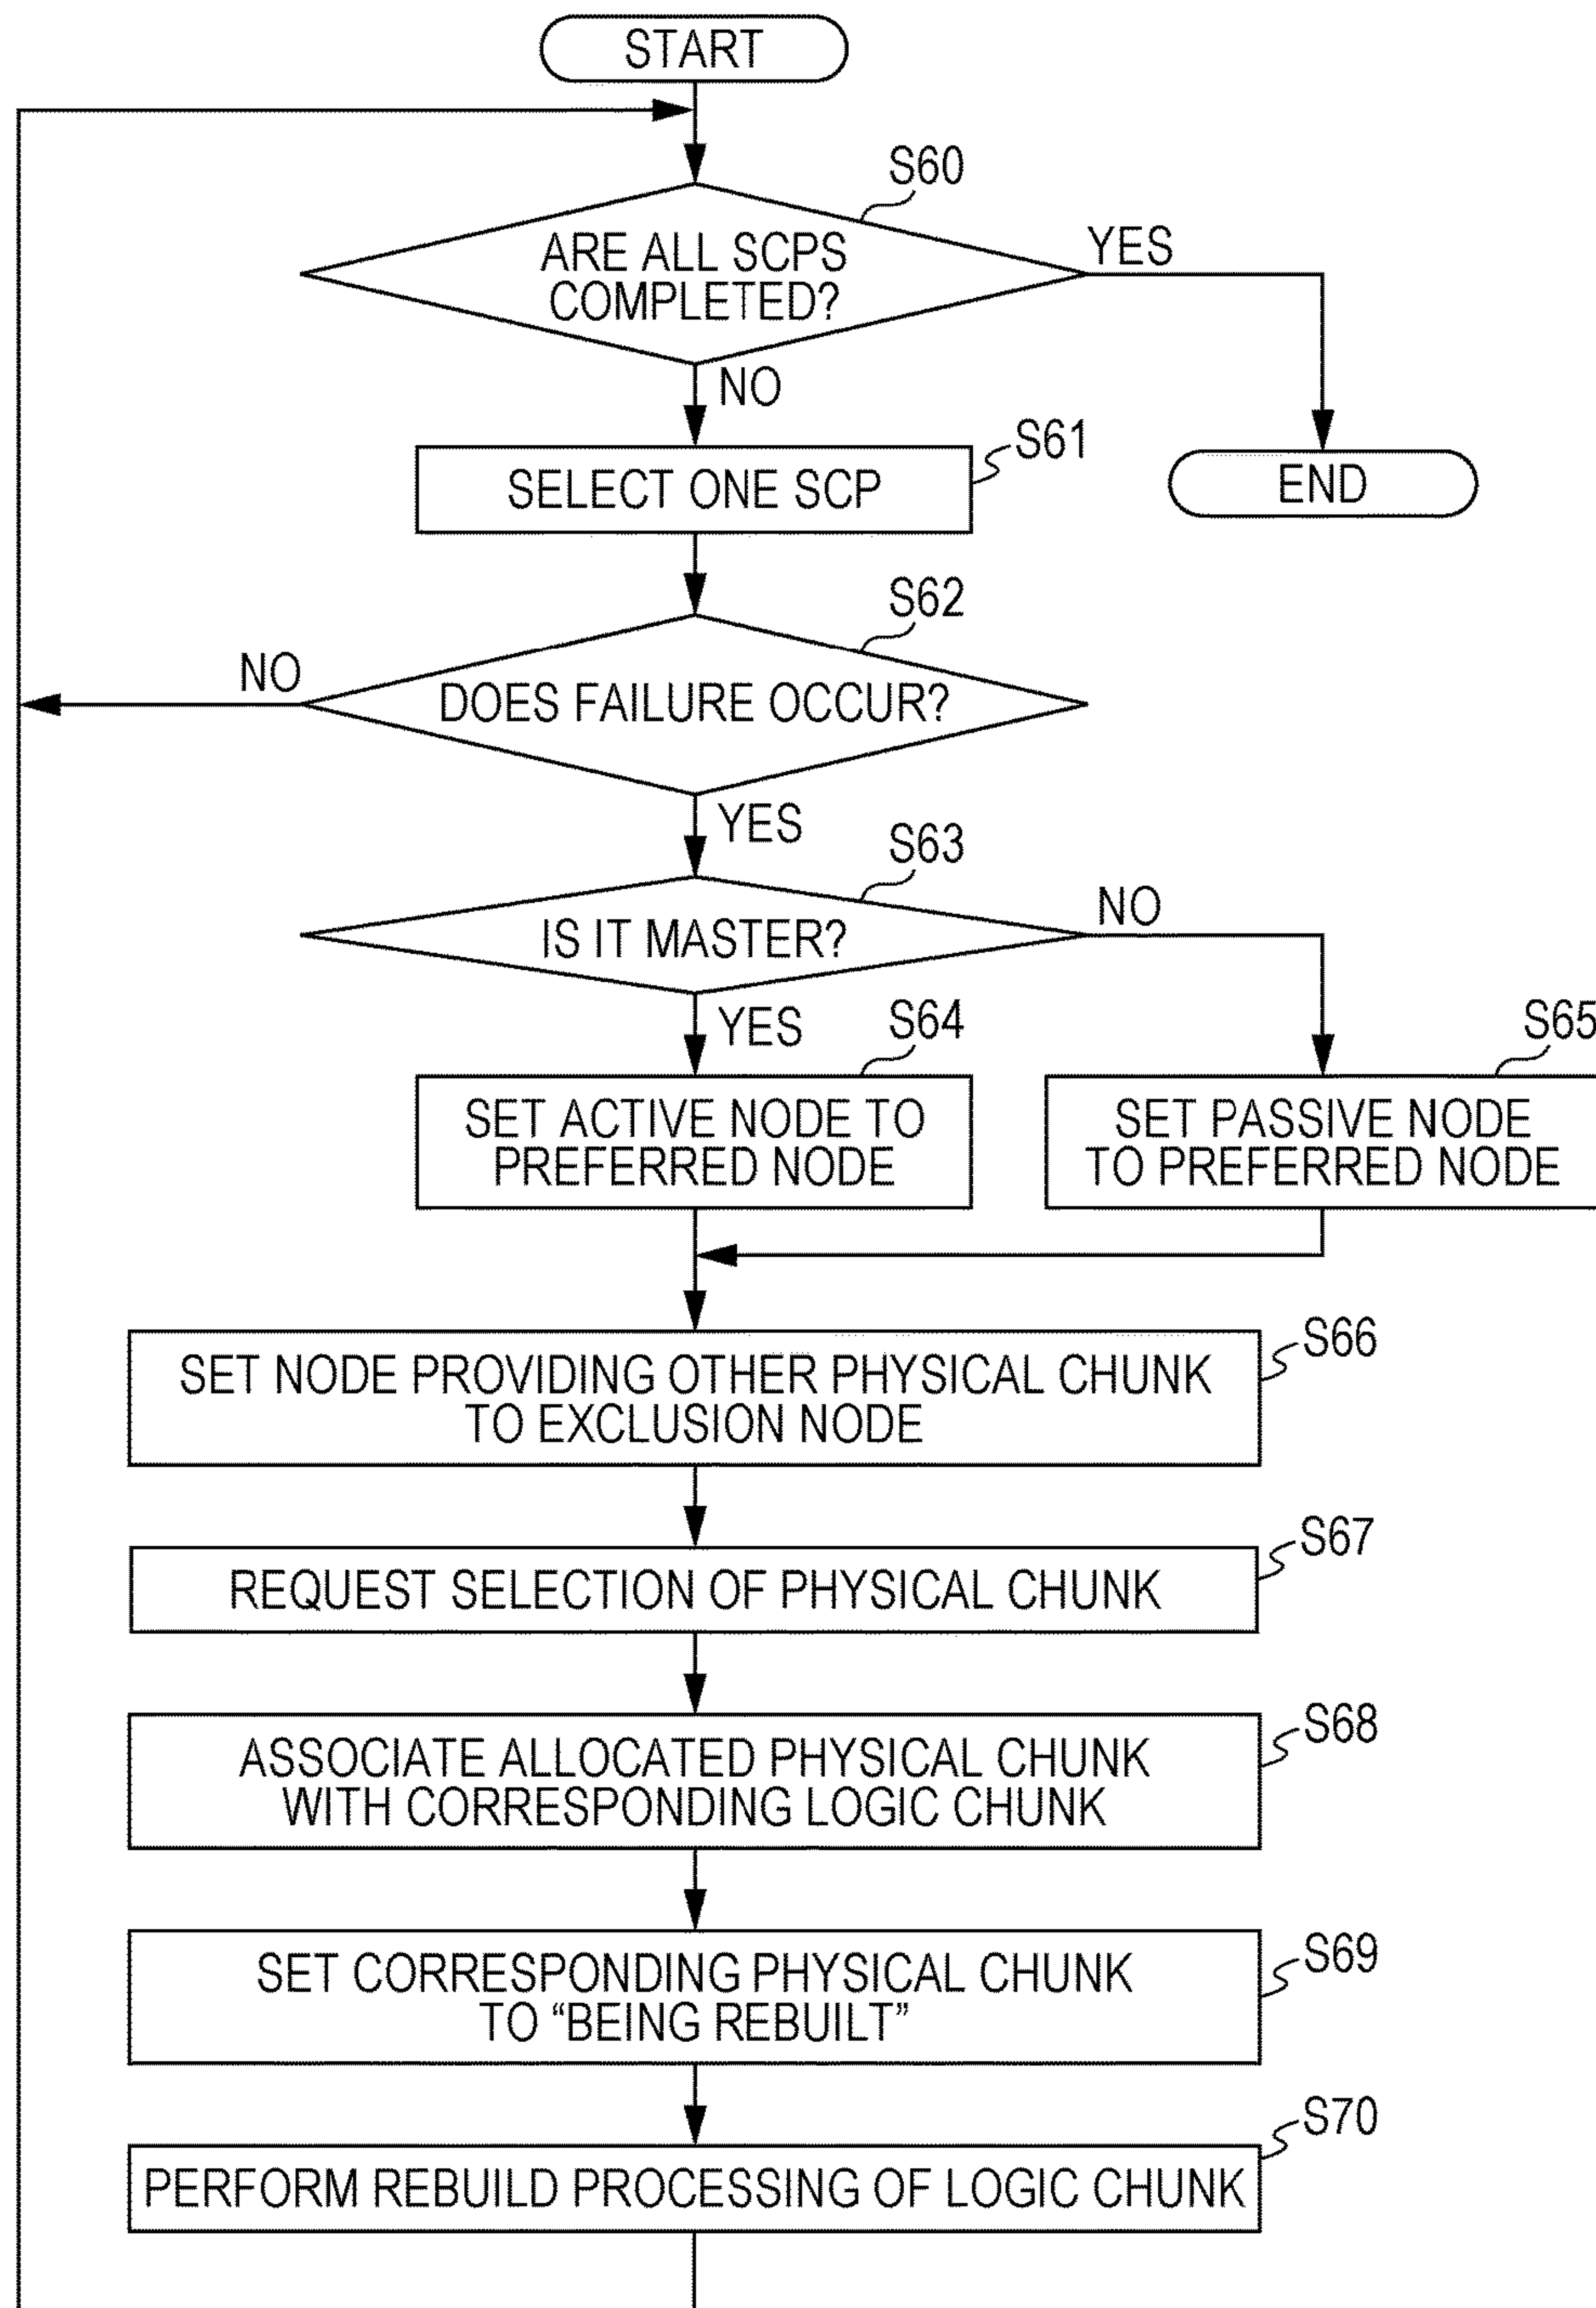 START
S60
ARE ALL SCPS
COMPLETED?
YES
NO
S61
SELECT ONE SCP
END
S62
NO
DOES FAILURE OCCUR?
YES
S63
NO
IS IT MASTER?
YES
S64
S65
SET ACTIVE NODE TO
PREFERRED NODE
SET PASSIVE NODE
TO PREFERRED NODE
S66
SET NODE PROVIDING OTHER PHYSICAL CHUNK
TO EXCLUSION NODE
S67
REQUEST SELECTION OF PHYSICAL CHUNK
S68
ASSOCIATE ALLOCATED PHYSICAL CHUNK
WITH CORRESPONDING LOGIC CHUNK
S69
SET CORRESPONDING PHYSICAL CHUNK
TO “BEING REBUILT”
S70
PERFORM REBUILD PROCESSING OF LOGIC CHUNK